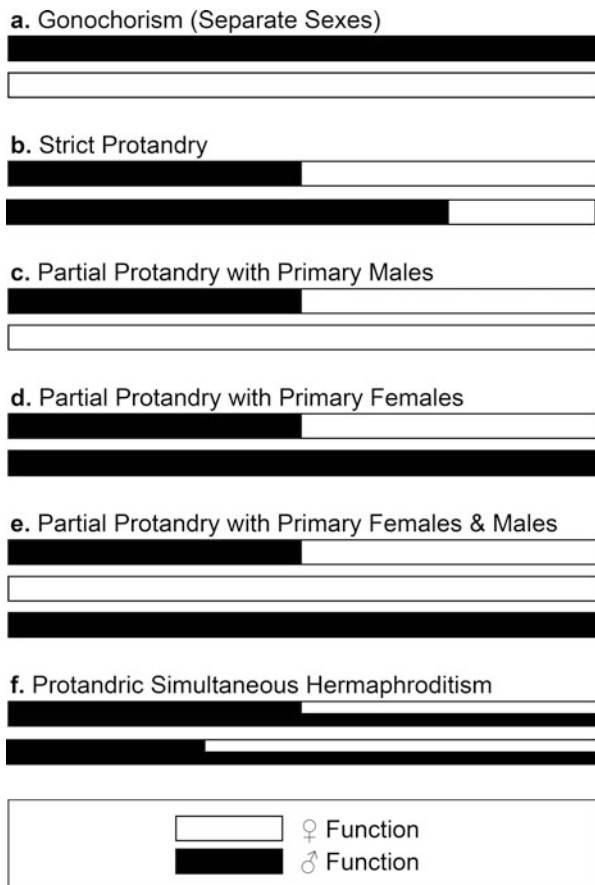 a. Gonochorism (Separate Sexes)
b. Strict Protandry
c. Partial Protandry with Primary Males
d. Partial Protandry with Primary Females
e. Partial Protandry with Primary Females & Males
f. Protandric Simultaneous Hermaphroditism
♀ Function
♂ Function